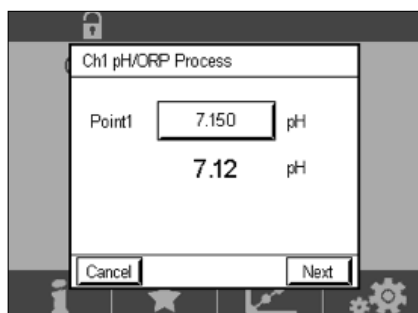 Ch1 pH/ORP Process
Point1 7.150 pH
7.12 pH
Cancel Next